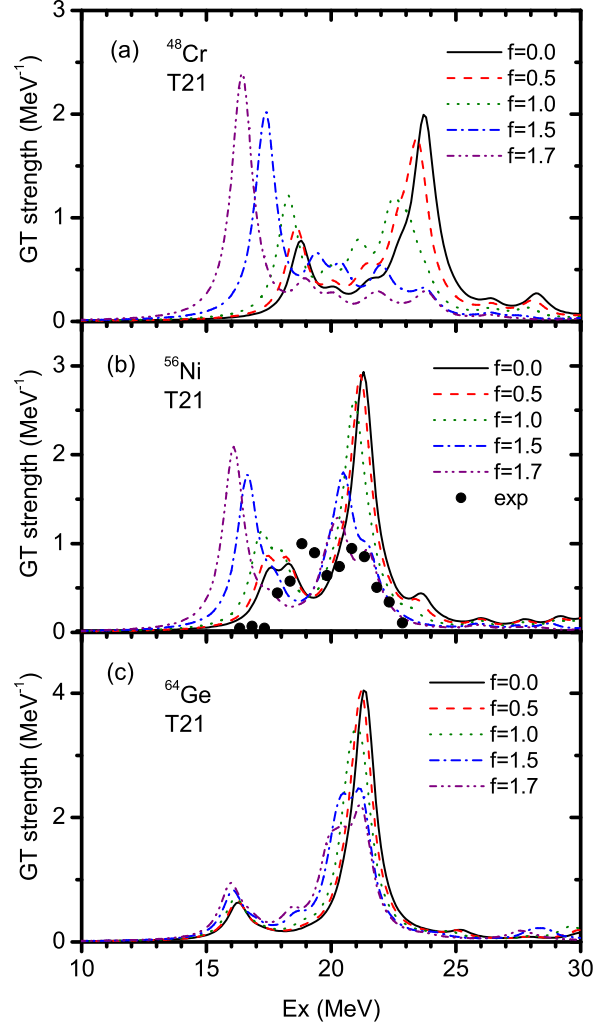 3
(a)
⁴⁸Cr
T21
f=0.0
f=0.5
f=1.0
f=1.5
f=1.7
2
1
0
GT strength (MeV⁻¹)
(b)
⁵⁶Ni
T21
f=0.0
f=0.5
f=1.0
f=1.5
f=1.7
exp
3
2
1
0
GT strength (MeV⁻¹)
(c)
⁶⁴Ge
T21
f=0.0
f=0.5
f=1.0
f=1.5
f=1.7
4
2
0
GT strength (MeV⁻¹)
10 15 20 25 30
Ex (MeV)